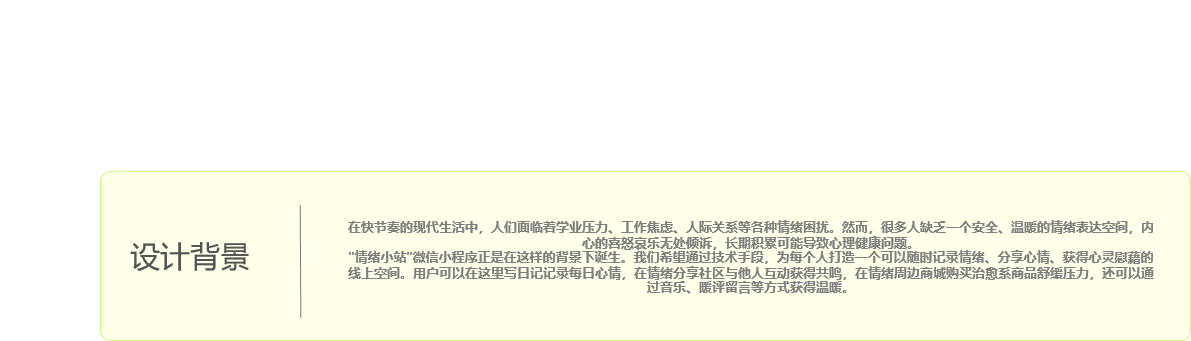 设计背景
在快节奏的现代生活中，人们面临着学业压力、工作焦虑、人际关系等各种情绪困扰。然而，很多人缺乏一个安全、温暖的情绪表达空间，内
心的喜怒哀乐无处倾诉，长期积累可能导致心理健康问题。
"情绪小站"微信小程序正是在这样的背景下诞生。我们希望通过技术手段，为每个人打造一个可以随时记录情绪、分享心情、获得心灵慰藉的
线上空间。用户可以在这里写日记记录每日心情，在情绪分享社区与他人互动获得共鸣，在情绪周边商城购买治愈系商品舒缓压力，还可以通
过音乐、暖评留言等方式获得温暖。